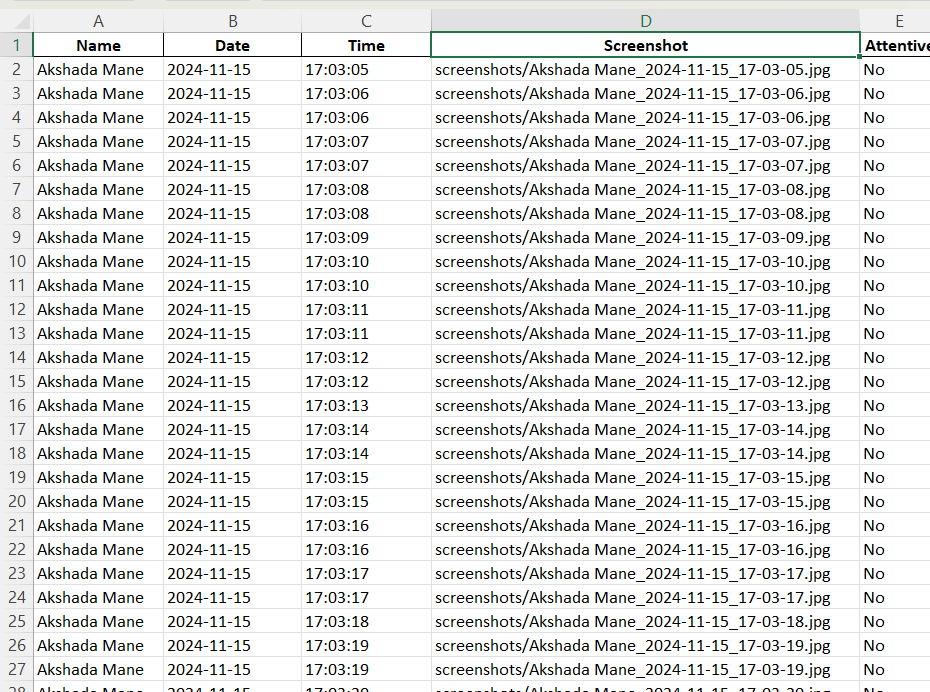 A B C D E
1 Name Date Time Screenshot Attentive
2 Akshada Mane 2024-11-15 17:03:05 screenshots/Akshada Mane_2024-11-15_17-03-05.jpg No
3 Akshada Mane 2024-11-15 17:03:06 screenshots/Akshada Mane_2024-11-15_17-03-06.jpg No
4 Akshada Mane 2024-11-15 17:03:06 screenshots/Akshada Mane_2024-11-15_17-03-06.jpg No
5 Akshada Mane 2024-11-15 17:03:07 screenshots/Akshada Mane_2024-11-15_17-03-07.jpg No
6 Akshada Mane 2024-11-15 17:03:07 screenshots/Akshada Mane_2024-11-15_17-03-07.jpg No
7 Akshada Mane 2024-11-15 17:03:08 screenshots/Akshada Mane_2024-11-15_17-03-08.jpg No
8 Akshada Mane 2024-11-15 17:03:08 screenshots/Akshada Mane_2024-11-15_17-03-08.jpg No
9 Akshada Mane 2024-11-15 17:03:09 screenshots/Akshada Mane_2024-11-15_17-03-09.jpg No
10 Akshada Mane 2024-11-15 17:03:10 screenshots/Akshada Mane_2024-11-15_17-03-10.jpg No
11 Akshada Mane 2024-11-15 17:03:10 screenshots/Akshada Mane_2024-11-15_17-03-10.jpg No
12 Akshada Mane 2024-11-15 17:03:11 screenshots/Akshada Mane_2024-11-15_17-03-11.jpg No
13 Akshada Mane 2024-11-15 17:03:11 screenshots/Akshada Mane_2024-11-15_17-03-11.jpg No
14 Akshada Mane 2024-11-15 17:03:12 screenshots/Akshada Mane_2024-11-15_17-03-12.jpg No
15 Akshada Mane 2024-11-15 17:03:12 screenshots/Akshada Mane_2024-11-15_17-03-12.jpg No
16 Akshada Mane 2024-11-15 17:03:13 screenshots/Akshada Mane_2024-11-15_17-03-13.jpg No
17 Akshada Mane 2024-11-15 17:03:14 screenshots/Akshada Mane_2024-11-15_17-03-14.jpg No
18 Akshada Mane 2024-11-15 17:03:14 screenshots/Akshada Mane_2024-11-15_17-03-14.jpg No
19 Akshada Mane 2024-11-15 17:03:15 screenshots/Akshada Mane_2024-11-15_17-03-15.jpg No
20 Akshada Mane 2024-11-15 17:03:15 screenshots/Akshada Mane_2024-11-15_17-03-15.jpg No
21 Akshada Mane 2024-11-15 17:03:16 screenshots/Akshada Mane_2024-11-15_17-03-16.jpg No
22 Akshada Mane 2024-11-15 17:03:16 screenshots/Akshada Mane_2024-11-15_17-03-16.jpg No
23 Akshada Mane 2024-11-15 17:03:17 screenshots/Akshada Mane_2024-11-15_17-03-17.jpg No
24 Akshada Mane 2024-11-15 17:03:17 screenshots/Akshada Mane_2024-11-15_17-03-17.jpg No
25 Akshada Mane 2024-11-15 17:03:18 screenshots/Akshada Mane_2024-11-15_17-03-18.jpg No
26 Akshada Mane 2024-11-15 17:03:19 screenshots/Akshada Mane_2024-11-15_17-03-19.jpg No
27 Akshada Mane 2024-11-15 17:03:19 screenshots/Akshada Mane_2024-11-15_17-03-19.jpg No